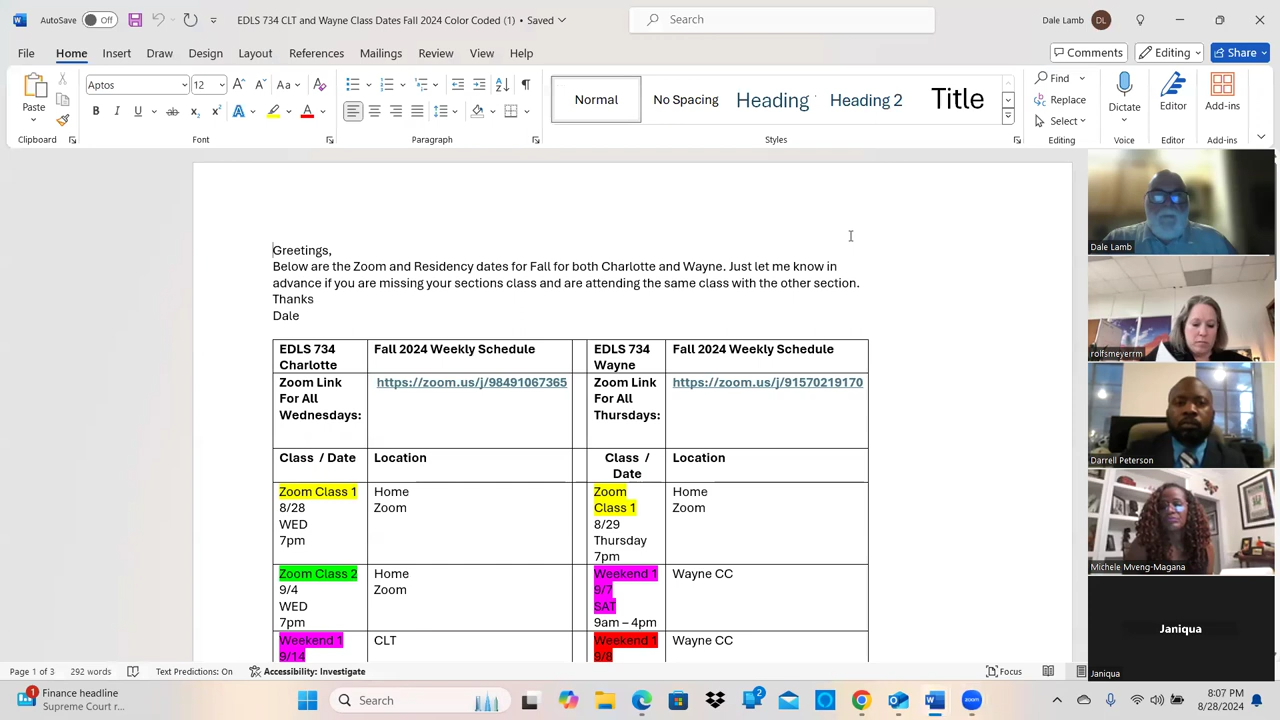 AutoSave Off EDLS 734 CLT and Wayne Class Dates Fall 2024 Color Coded (1) • Saved Search Dale Lamb DL
File Home Insert Draw Design Layout References Mailings Review View Help Comments Editing Share
Aptos 12 Normal No Spacing Heading Heading 2 Title Find Replace Select
Paste Dictate Editor Add-ins
Clipboard Font Paragraph Styles Editing Voice Editor Add-ins
Greetings,
Below are the Zoom and Residency dates for Fall for both Charlotte and Wayne. Just let me know in
advance if you are missing your sections class and are attending the same class with the other section.
Thanks
Dale
EDLS 734 Fall 2024 Weekly Schedule EDLS 734 Fall 2024 Weekly Schedule
Charlotte Wayne
Zoom Link https://zoom.us/j/98491067365 Zoom Link https://zoom.us/j/91570219170
For All For All
Wednesdays: Thursdays:
Class / Date Location Class / Location
Date
Zoom Class 1 Home Zoom Home
8/28 Zoom Class 1 Zoom
WED 8/29
7pm Thursday
7pm
Zoom Class 2 Home Weekend 1 Wayne CC
9/4 Zoom 9/7
WED SAT
7pm 9am – 4pm
Weekend 1 CLT Weekend 1 Wayne CC
9/14 9/8
Dale Lamb
rolfsmeyerrm
Darrell Peterson
Michele Mveng-Magana
Janiqua
Janiqua
Page 1 of 3 292 words Text Predictions: On Accessibility: Investigate Focus
1 Finance headline
Supreme Court r... Search 2 zoom 8:07 PM
8/28/2024